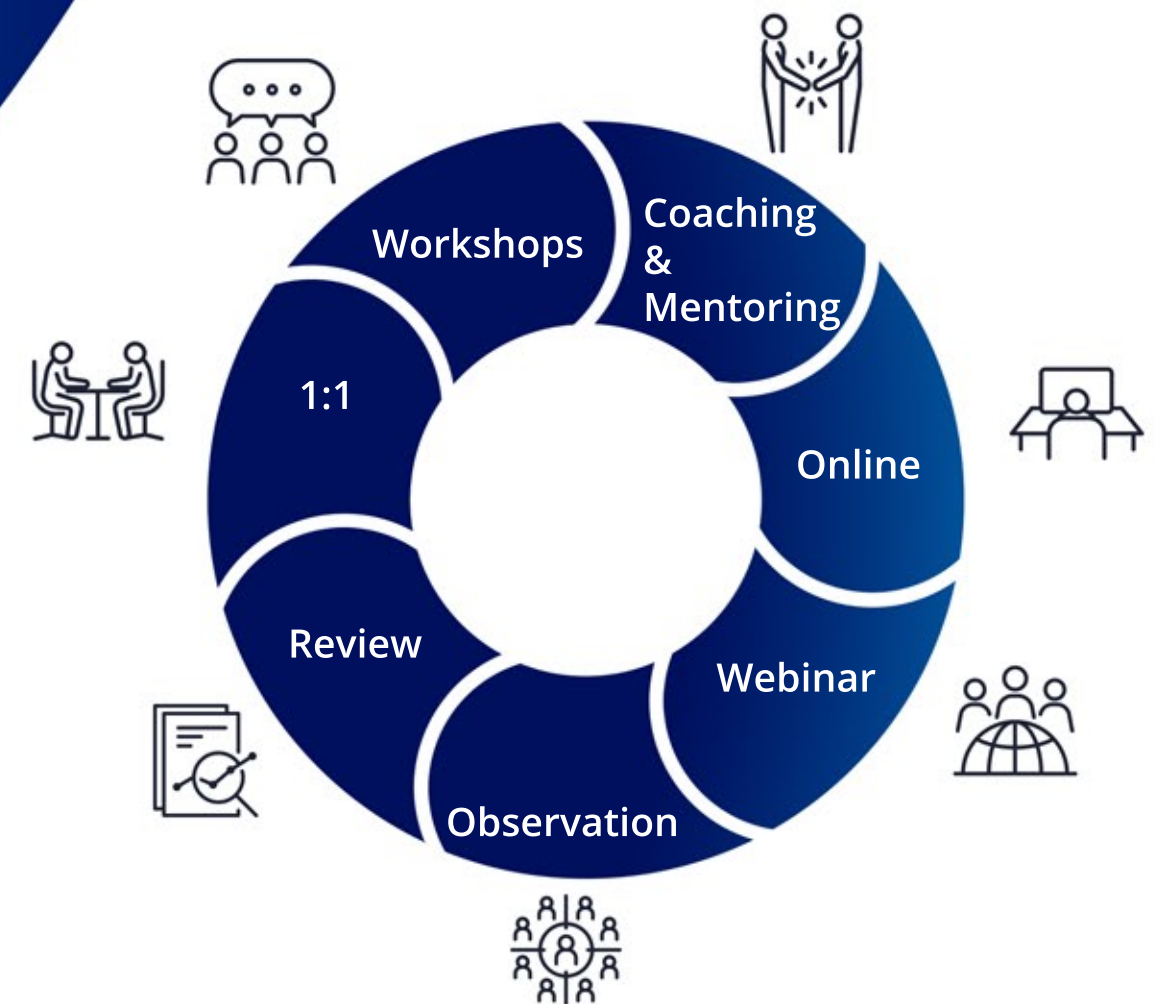 Workshops
Coaching
&
Mentoring
Online
Webinar
Observation
Review
1:1